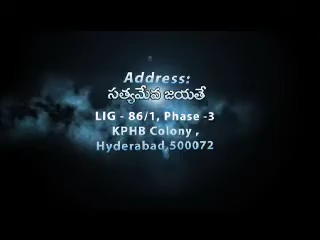 Address:
సత్యమేవ జయతే
LIG - 86/1, Phase -3
KPHB Colony ,
Hyderabad,500072